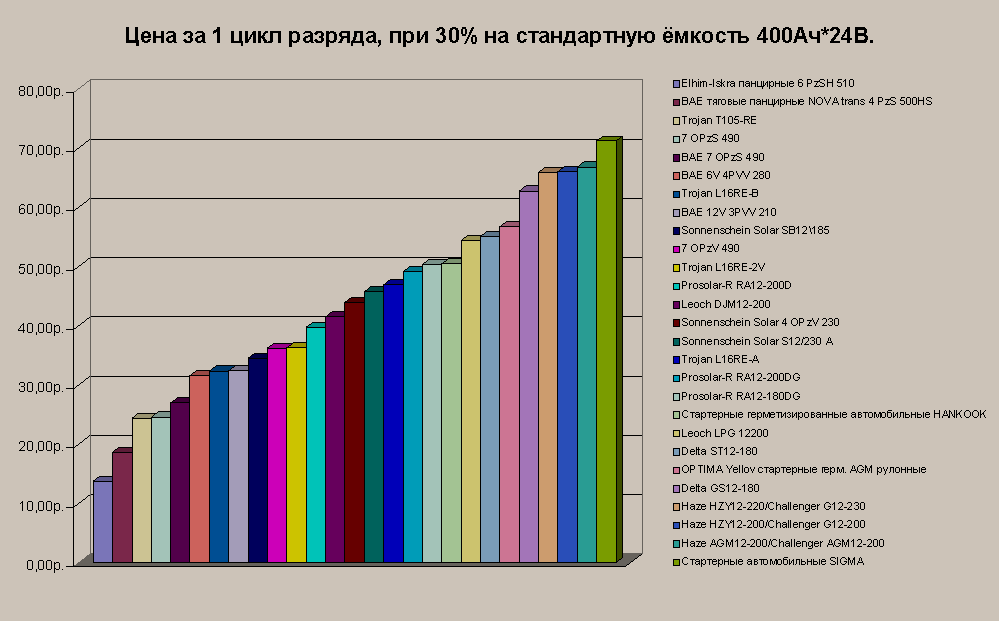 Цена за 1 цикл разряда, при 30% на стандартную ёмкость 400Ач*24В.
80,00р.
70,00р.
60,00р.
50,00р.
40,00р.
30,00р.
20,00р.
10,00р.
0,00р.
Elhim-Iskra панцирные 6 PzSH 510
BAE тяговые панцирные NOVA trans 4 PzS 500HS
Trojan T105-RE
7 OPzS 490
BAE 7 OPzS 490
BAE 6V 4PVV 280
Trojan L16RE-B
BAE 12V 3PVV 210
Sonnenschein Solar SB12\185
7 OPzV 490
Trojan L16RE-2V
Prosolar-R RA12-200D
Leoch DJM12-200
Sonnenschein Solar 4 OPzV 230
Sonnenschein Solar S12/230 A
Trojan L16RE-A
Prosolar-R RA12-200DG
Prosolar-R RA12-180DG
Стартерные герметизированные автомобильные HANKOOK
Leoch LPG 12200
Delta ST12-180
OPTIMA Yellov стартерные герм. AGM рулонные
Delta GS12-180
Haze HZY12-220/Challenger G12-230
Haze HZY12-200/Challenger G12-200
Haze AGM12-200/Challenger AGM12-200
Стартерные автомобильные SIGMA